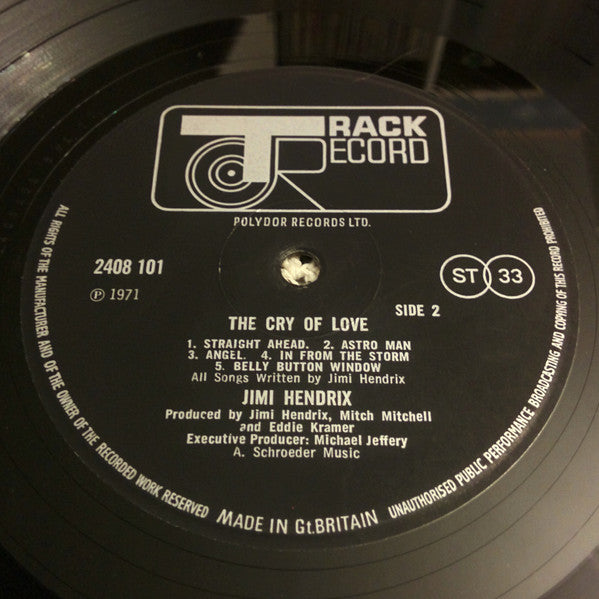 TRACK
RECORD
POLYDOR RECORDS LTD.
2408 101
ST 33
℗ 1971
SIDE 2
THE CRY OF LOVE
1. STRAIGHT AHEAD. 2. ASTRO MAN
3. ANGEL. 4. IN FROM THE STORM
5. BELLY BUTTON WINDOW
All Songs Written by Jimi Hendrix
JIMI HENDRIX
Produced by Jimi Hendrix, Mitch Mitchell
and Eddie Kramer
Executive Producer: Michael Jeffery
A. Schroeder Music
ALL RIGHTS OF THE MANUFACTURER AND OF THE OWNER OF THE RECORDED WORK RESERVED
MADE IN Gt.BRITAIN
UNAUTHORISED PUBLIC PERFORMANCE BROADCASTING AND COPYING OF THIS RECORD PROHIBITED